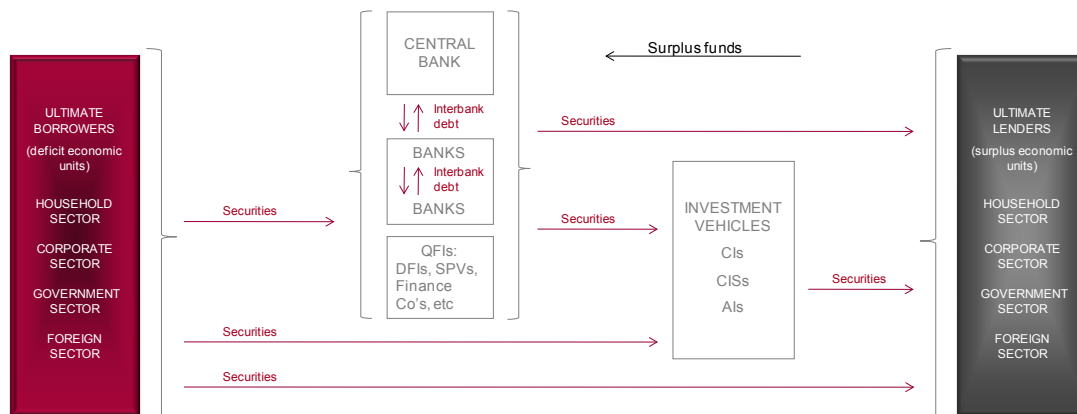 ULTIMATE
BORROWERS
(deficit economic
units)
HOUSEHOLD
SECTOR
CORPORATE
SECTOR
GOVERNMENT
SECTOR
FOREIGN
SECTOR
Securities
Securities
Securities
CENTRAL
BANK
Interbank
debt
BANKS
Interbank
debt
BANKS
QFIs:
DFIs, SPVs,
Finance
Co's, etc
Surplus funds
Securities
Securities
INVESTMENT
VEHICLES
CIs
CISs
AIs
Securities
ULTIMATE
LENDERS
(surplus economic
units)
HOUSEHOLD
SECTOR
CORPORATE
SECTOR
GOVERNMENT
SECTOR
FOREIGN
SECTOR